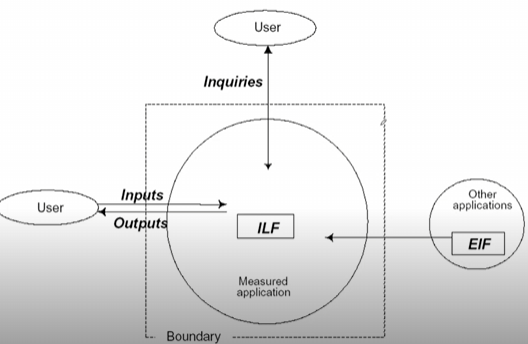 User
Inquiries
User
Inputs
Outputs
ILF
Measured
application
Other
applications
EIF
Boundary